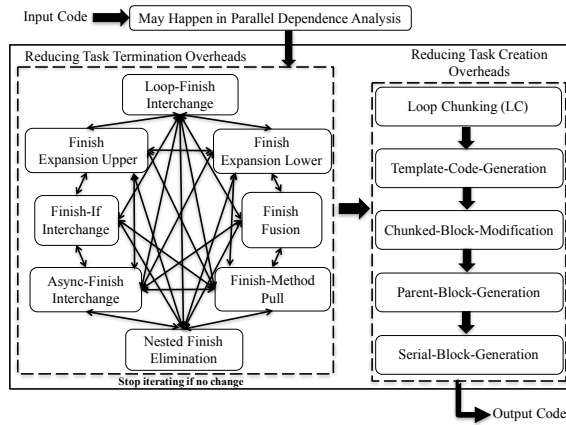 Input Code
May Happen in Parallel Dependence Analysis
Reducing Task Termination Overheads
Reducing Task Creation
Overheads
Loop-Finish
Interchange
Finish
Expansion Upper
Finish
Expansion Lower
Finish-If
Interchange
Finish
Fusion
Async-Finish
Interchange
Finish-Method
Pull
Nested Finish
Elimination
Stop iterating if no change
Loop Chunking (LC)
Template-Code-Generation
Chunked-Block-Modification
Parent-Block-Generation
Serial-Block-Generation
Output Code